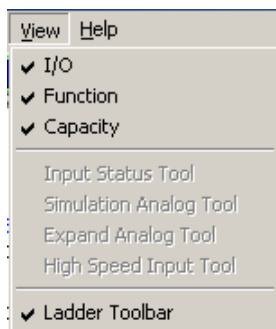 View Help
I/O
Function
Capacity
Input Status Tool
Simulation Analog Tool
Expand Analog Tool
High Speed Input Tool
Ladder Toolbar